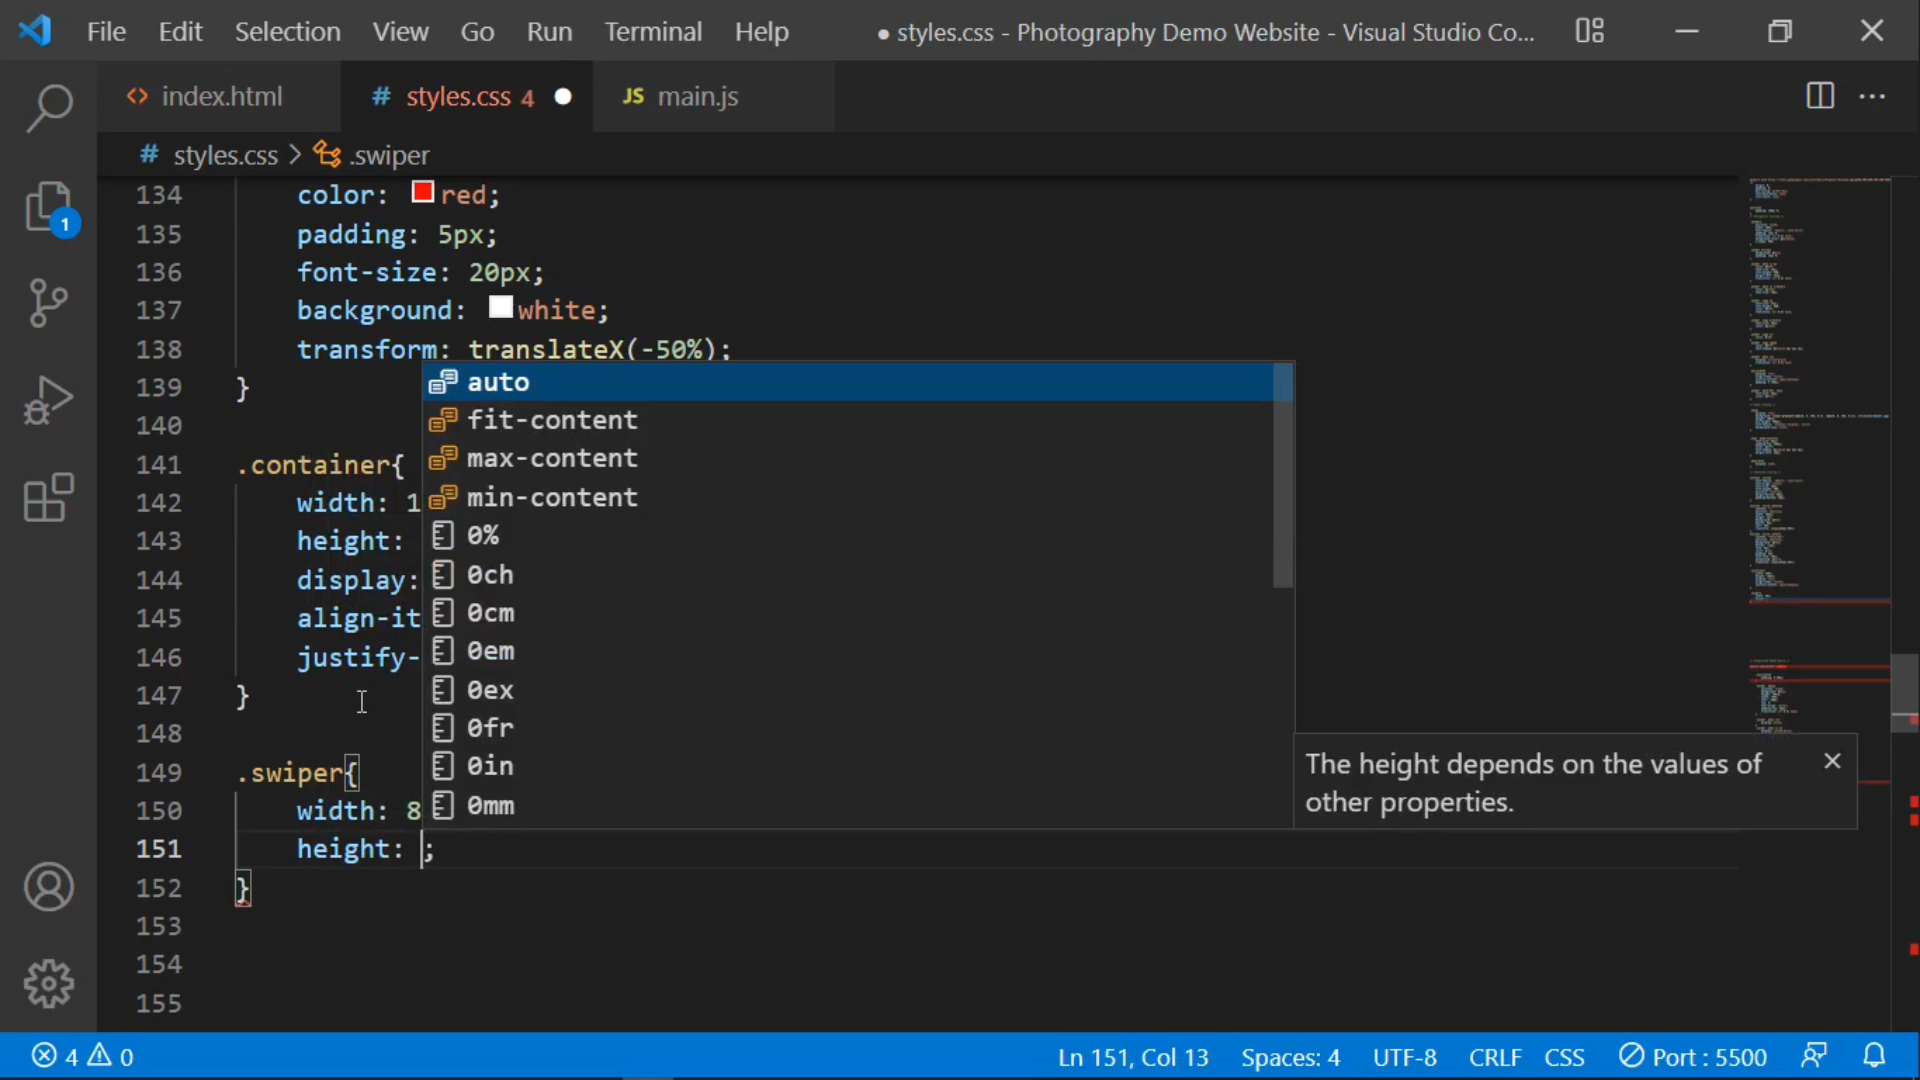 File Edit Selection View Go Run Terminal Help ● styles.css - Photography Demo Website - Visual Studio Co...
<> index.html # styles.css 4 ● JS main.js ...
# styles.css > .swiper
134 color: red;
135 padding: 5px;
136 font-size: 20px;
137 background: white;
138 transform: translateX(-50%);
139 }
140
141 .container{
142 width: 1
143 height:
144 display:
145 align-it
146 justify-
147 }
148
149 .swiper{
150 width: 8
151 height: ;
152 }
153
154
155
auto
fit-content
max-content
min-content
0%
0ch
0cm
0em
0ex
0fr
0in
0mm
The height depends on the values of
other properties.
1
4 0 Ln 151, Col 13 Spaces: 4 UTF-8 CRLF CSS Port : 5500